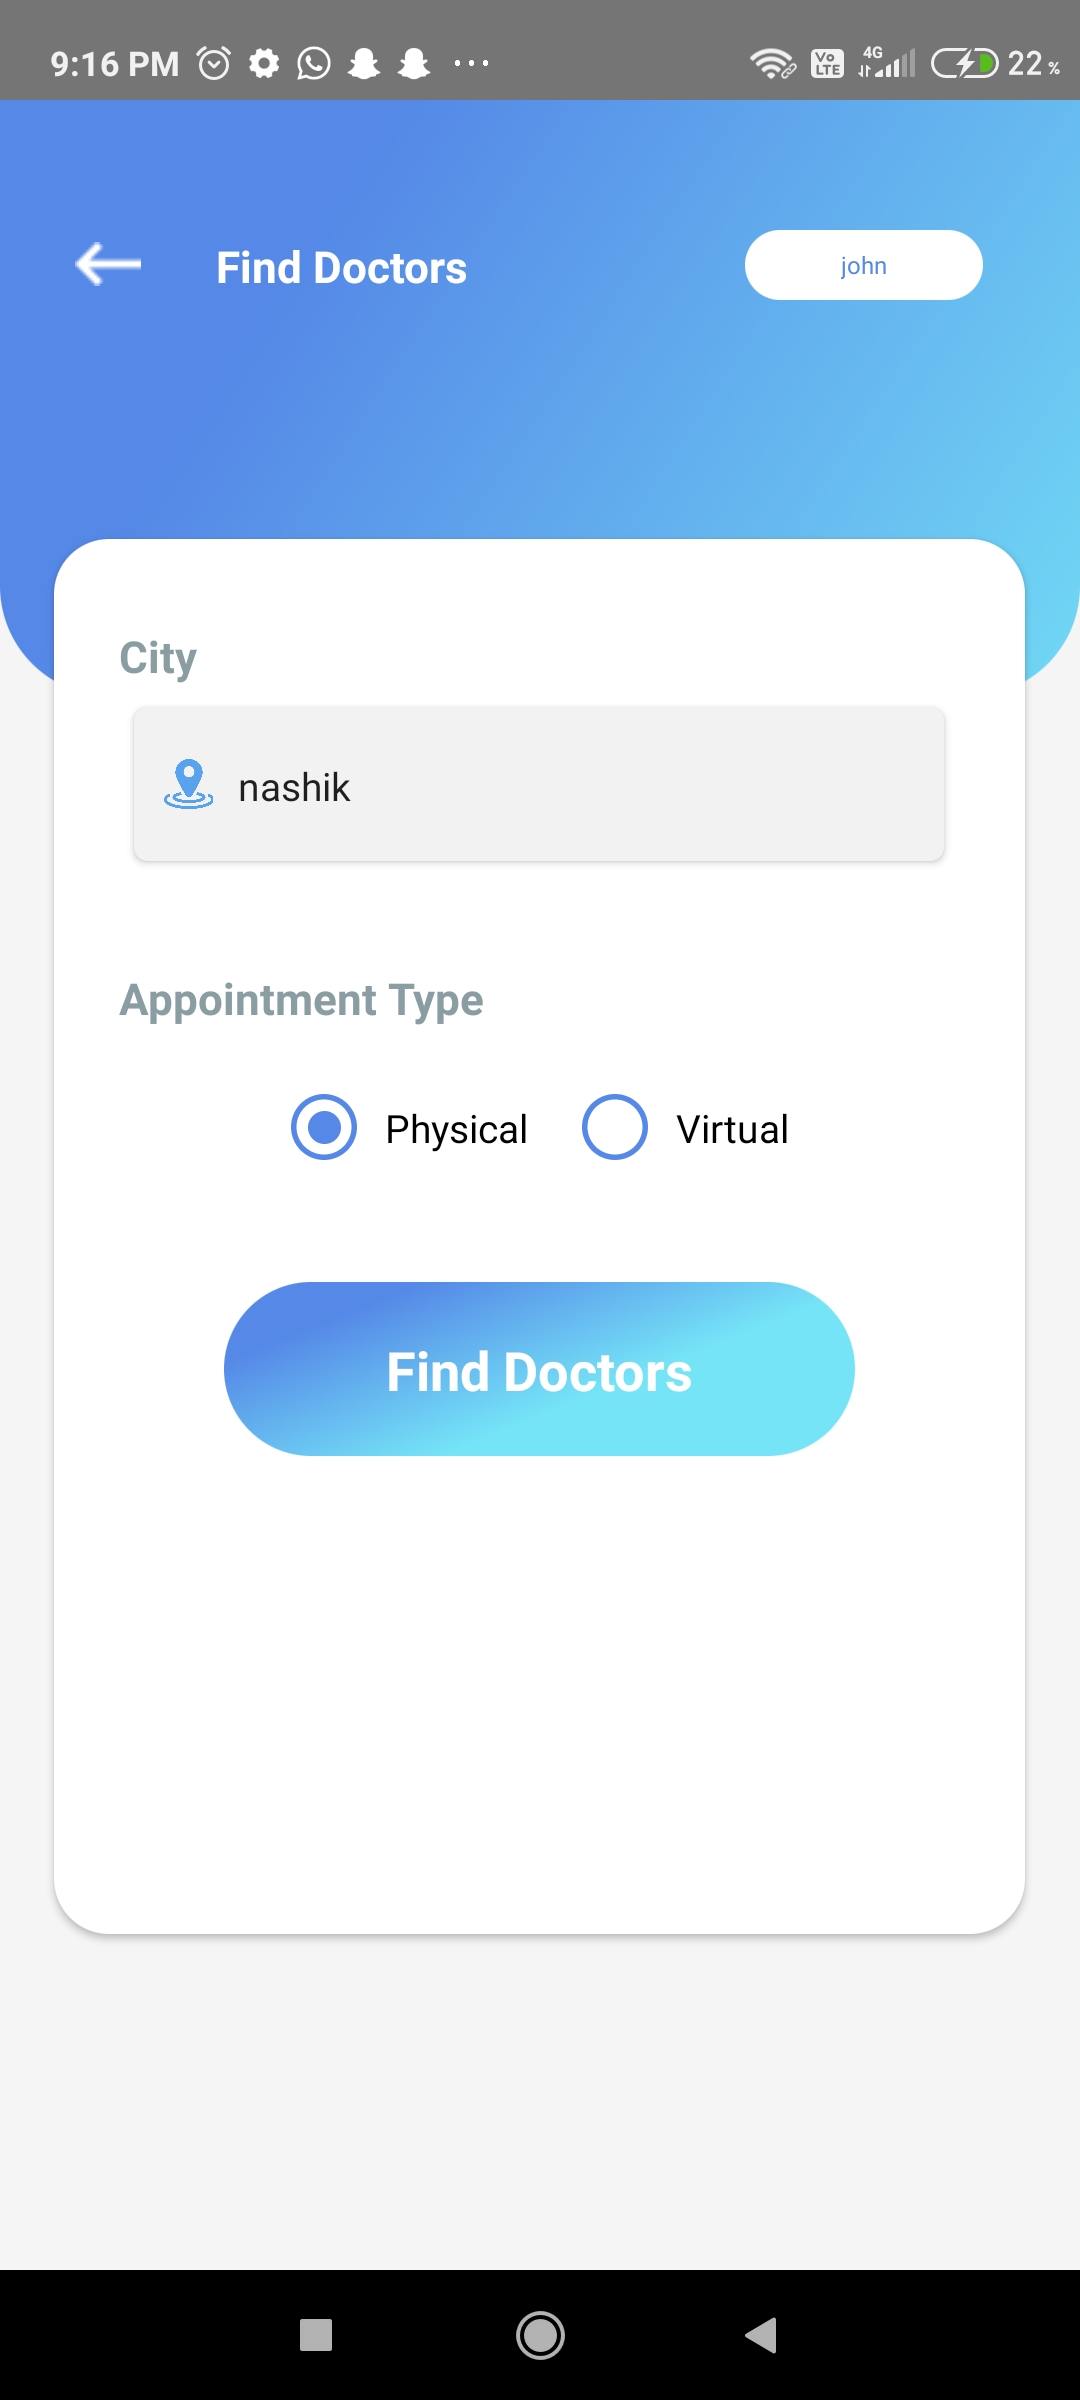 9:16 PM
Vo LTE
4G
22 %
Find Doctors
john
City
nashik
Appointment Type
Physical
Virtual
Find Doctors